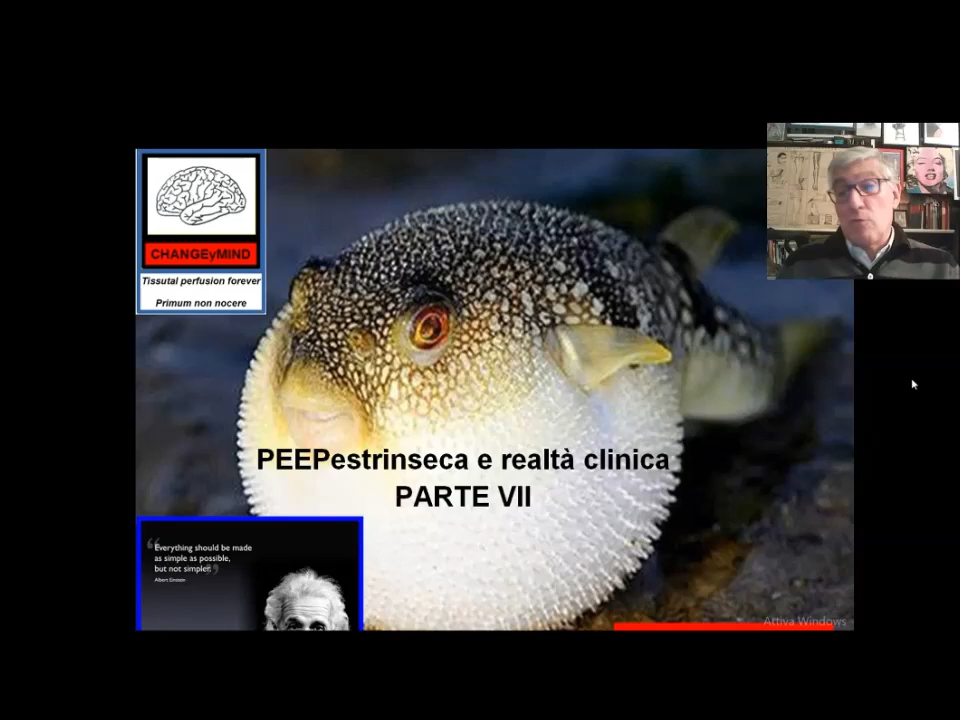 CHANGEyMIND
Tissutal perfusion forever
Primum non nocere
PEEPestrinseca e realtà clinica
PARTE VII
“Everything should be made
as simple as possible,
but not simpler.”
Albert Einstein
Attiva Windows